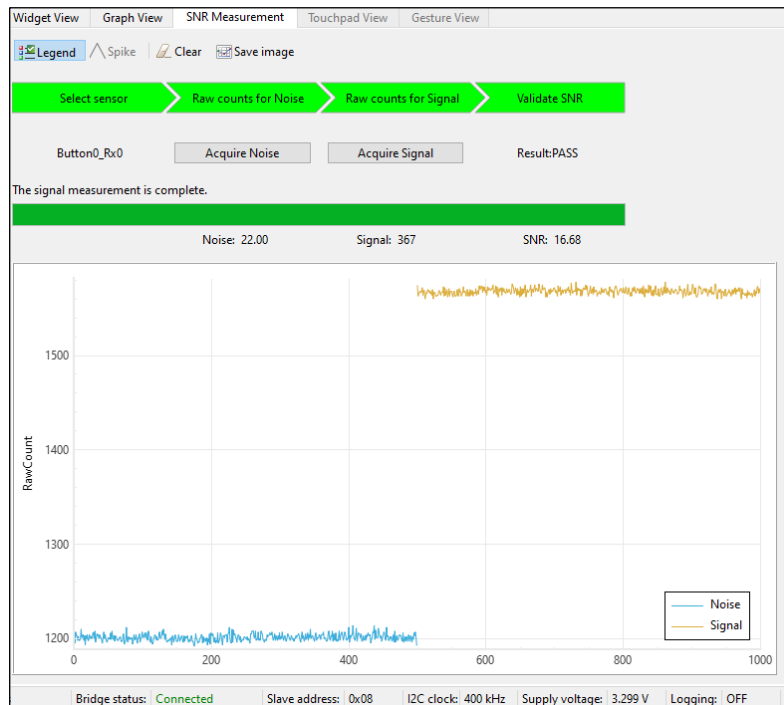 Widget View Graph View SNR Measurement Touchpad View Gesture View
Legend Spike Clear Save image
Select sensor Raw counts for Noise Raw counts for Signal Validate SNR
Button0_Rx0 Acquire Noise Acquire Signal Result:PASS
The signal measurement is complete.
Noise: 22.00 Signal: 367 SNR: 16.68
1500
1400
RawCount
1300
1200
Noise
Signal
0 200 400 600 800 1000
Bridge status: Connected Slave address: 0x08 I2C clock: 400 kHz Supply voltage: 3.299 V Logging: OFF